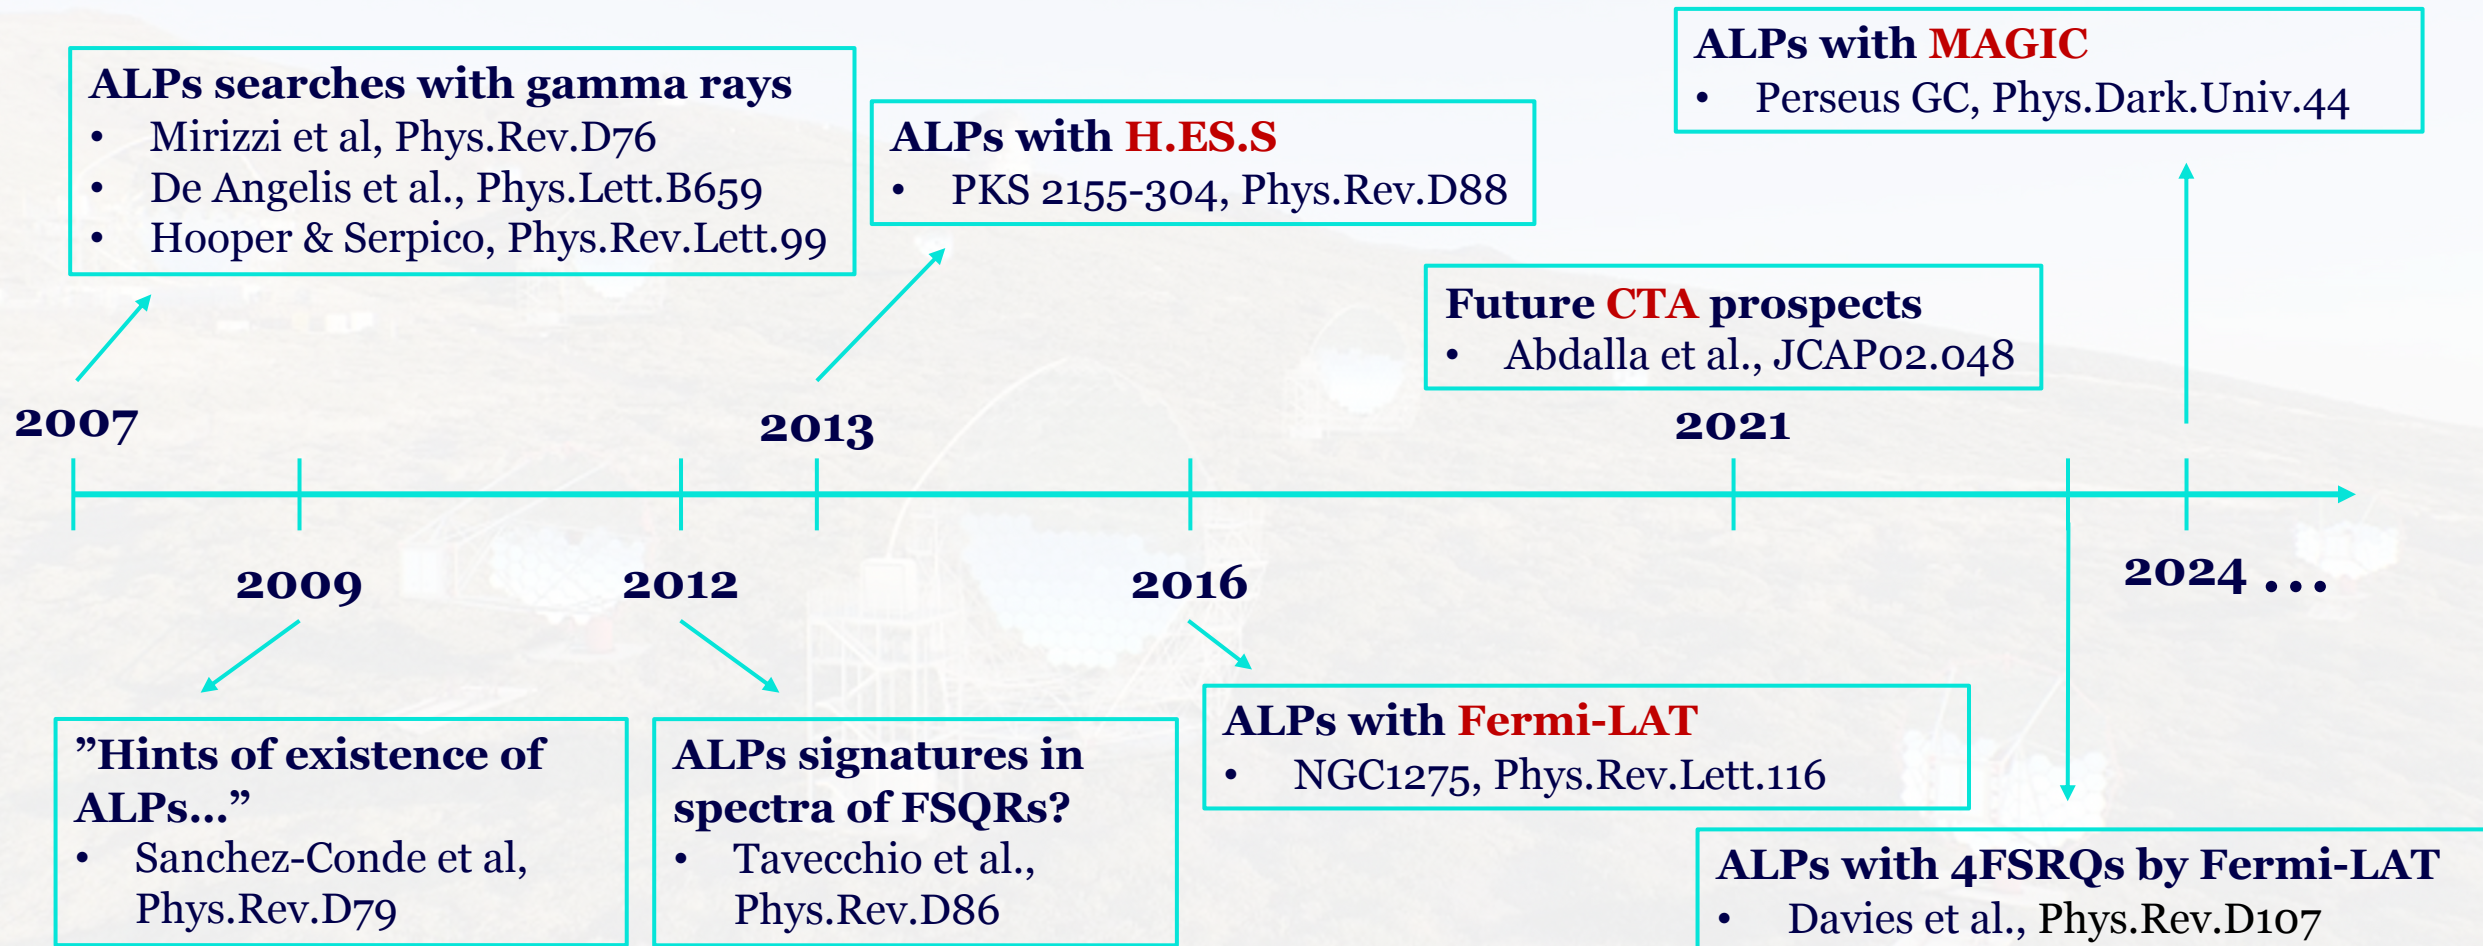 ALPs searches with gamma rays
• Mirizzi et al, Phys.Rev.D76
• De Angelis et al., Phys.Lett.B659
• Hooper & Serpico, Phys.Rev.Lett.99
ALPs with H.ES.S
• PKS 2155-304, Phys.Rev.D88
ALPs with MAGIC
• Perseus GC, Phys.Dark.Univ.44
Future CTA prospects
• Abdalla et al., JCAP02.048
2007
2013
2021
2009
2012
2016
2024 ...
”Hints of existence of
ALPs...”
• Sanchez-Conde et al,
Phys.Rev.D79
ALPs signatures in
spectra of FSQRs?
• Tavecchio et al.,
Phys.Rev.D86
ALPs with Fermi-LAT
• NGC1275, Phys.Rev.Lett.116
ALPs with 4FSRQs by Fermi-LAT
• Davies et al., Phys.Rev.D107